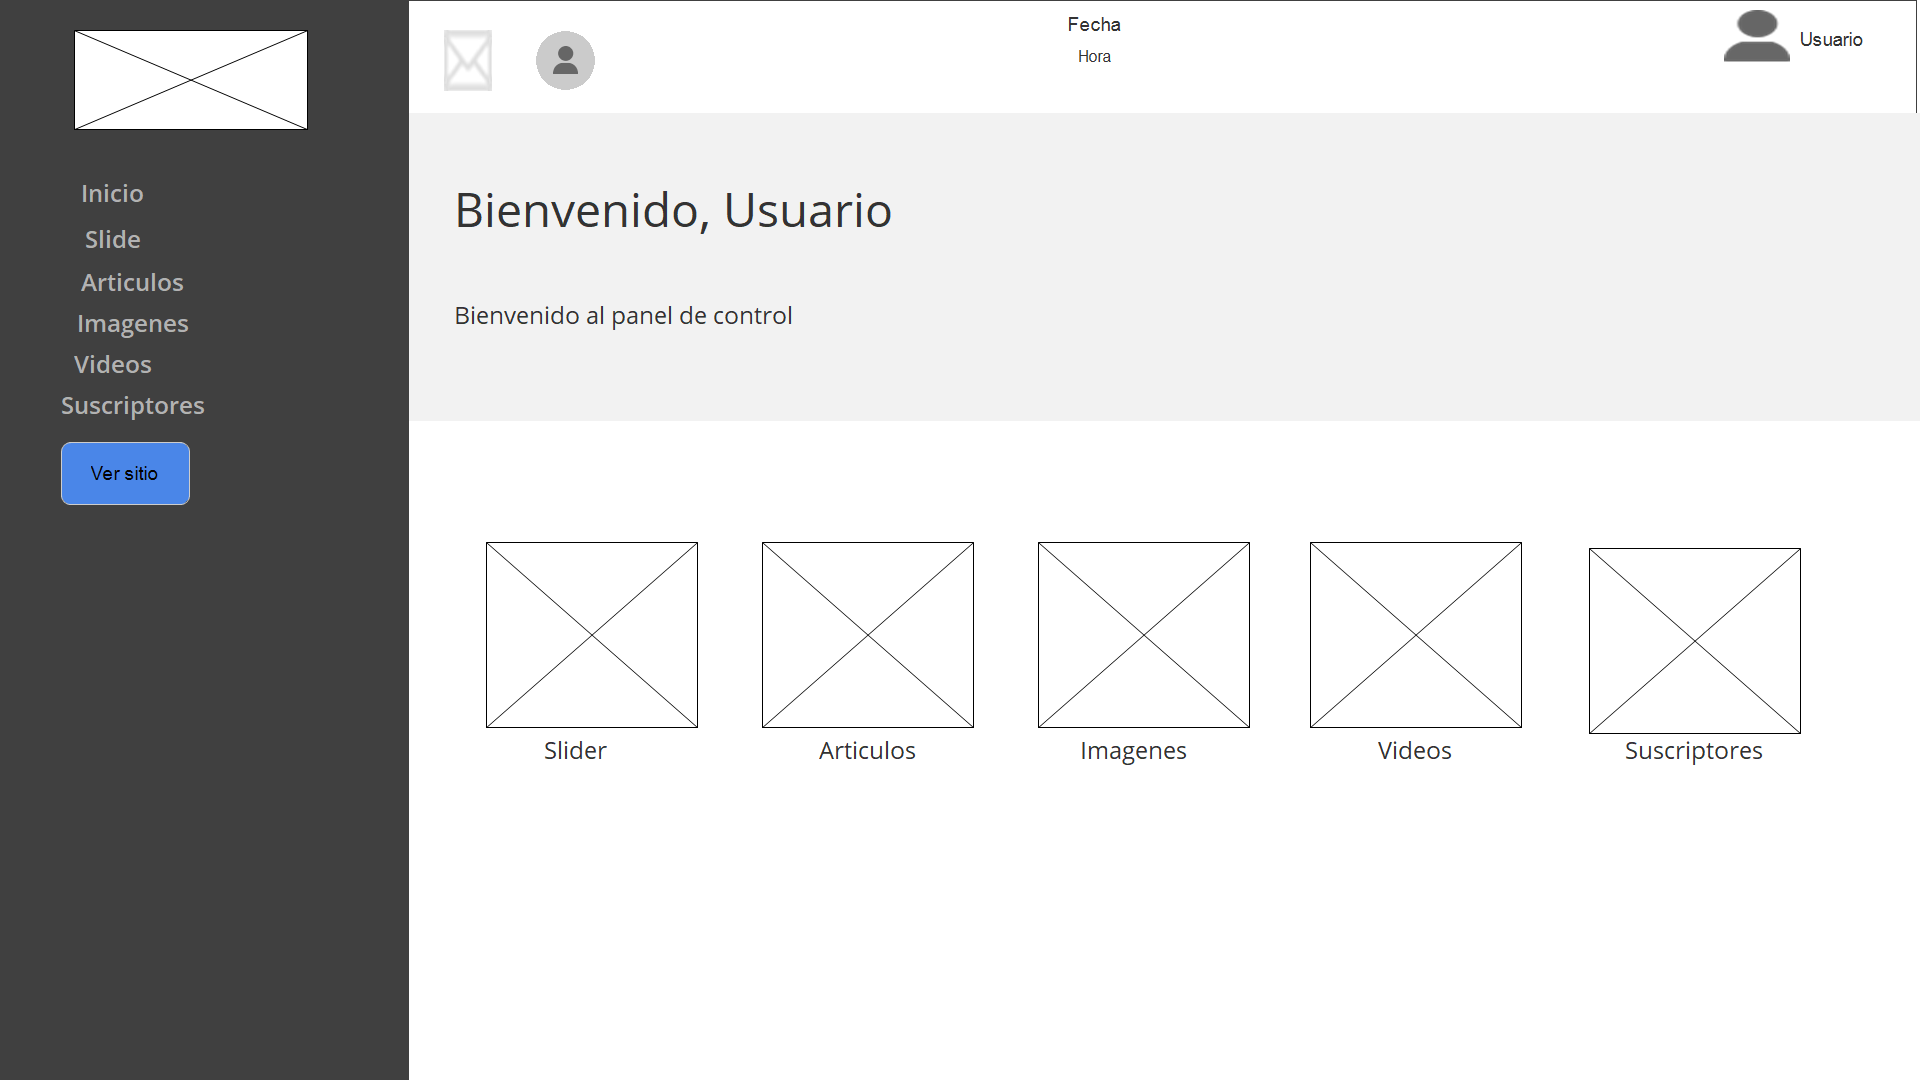 Inicio
Slide
Articulos
Imagenes
Videos
Suscriptores
Ver sitio
Fecha
Hora
Usuario
Bienvenido, Usuario
Bienvenido al panel de control
Slider
Articulos
Imagenes
Videos
Suscriptores